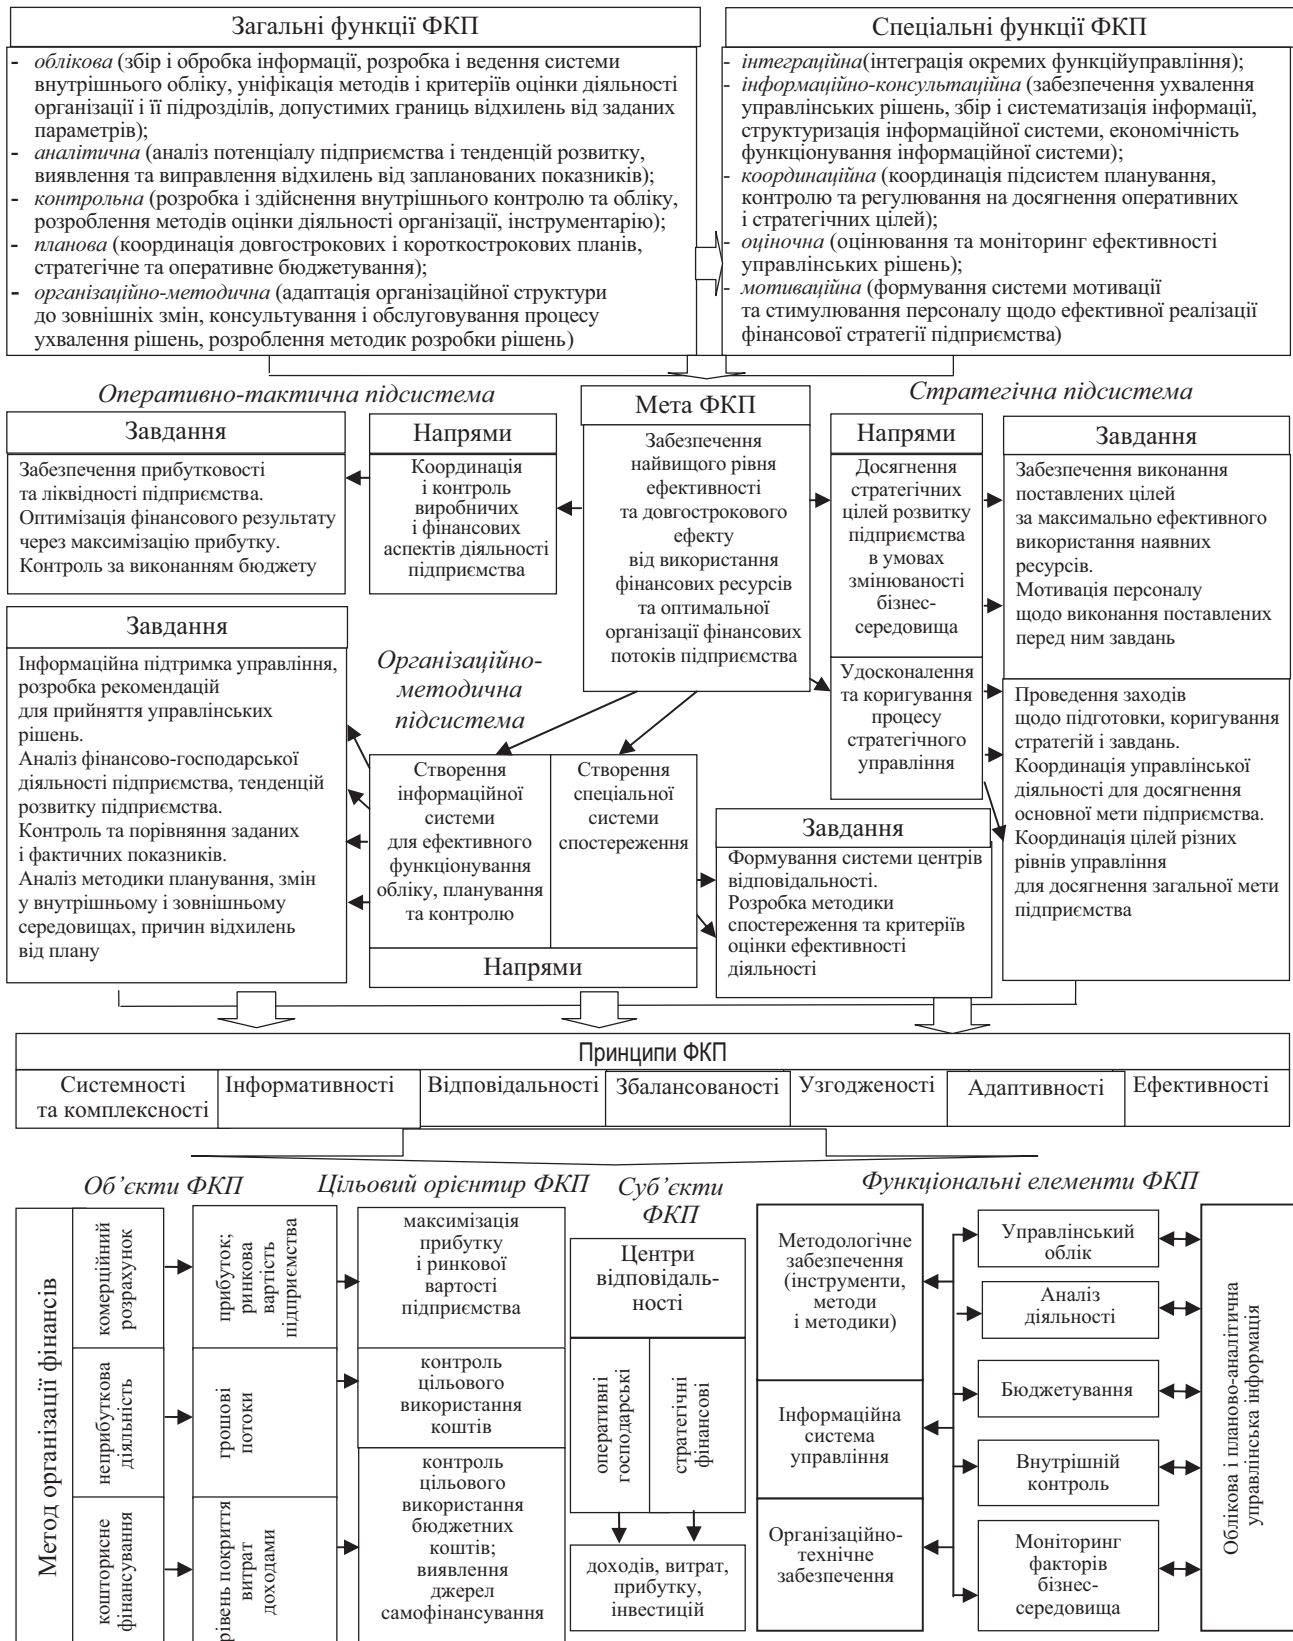 Загальні функції ФКП
- облікова (збір і обробка інформації, розробка і ведення системи
внутрішнього обліку, уніфікація методів і критеріїв оцінки діяльності
організації і її підрозділів, допустимих границь відхилень від заданих
параметрів);
- аналітична (аналіз потенціалу підприємства і тенденцій розвитку,
виявлення та виправлення відхилень від запланованих показників);
- контрольна (розробка і здійснення внутрішнього контролю та обліку,
розроблення методів оцінки діяльності організації, інструментарію);
- планова (координація довгострокових і короткострокових планів,
стратегічне та оперативне бюджетування);
- організаційно-методична (адаптація організаційної структури
до зовнішніх змін, консультування і обслуговування процесу
ухвалення рішень, розроблення методик розробки рішень)
Спеціальні функції ФКП
- інтеграційна(інтеграція окремих функційуправління);
- інформаційно-консультаційна (забезпечення ухвалення
управлінських рішень, збір і систематизація інформації,
структуризація інформаційної системи, економічність
функціонування інформаційної системи);
- координаційна (координація підсистем планування,
контролю та регулювання на досягнення оперативних
і стратегічних цілей);
- оціночна (оцінювання та моніторинг ефективності
управлінських рішень);
- мотиваційна (формування системи мотивації
та стимулювання персоналу щодо ефективної реалізації
фінансової стратегії підприємства)
Оперативно-тактична підсистема
Завдання
Забезпечення прибутковості
та ліквідності підприємства.
Оптимізація фінансового результату
через максимізацію прибутку.
Контроль за виконанням бюджету
Напрями
Координація
і контроль
виробничих
і фінансових
аспектів діяльності
підприємства
Мета ФКП
Забезпечення
найвищого рівня
ефективності
та довгострокового
ефекту
від використання
фінансових ресурсів
та оптимальної
організації фінансових
потоків підприємства
Стратегічна підсистема
Напрями
Досягнення
стратегічних
цілей розвитку
підприємства
в умовах
змінюваності
бізнес-
середовища
Удосконалення
та коригування
процесу
стратегічного
управління
Завдання
Забезпечення виконання
поставлених цілей
за максимально ефективного
використання наявних
ресурсів.
Мотивація персоналу
щодо виконання поставлених
перед ним завдань
Проведення заходів
щодо підготовки, коригування
стратегій і завдань.
Координація управлінської
діяльності для досягнення
основної мети підприємства.
Координація цілей різних
рівнів управління
для досягнення загальної мети
підприємства
Завдання
Інформаційна підтримка управління,
розробка рекомендацій
для прийняття управлінських
рішень.
Аналіз фінансово-господарської
діяльності підприємства, тенденцій
розвитку підприємства.
Контроль та порівняння заданих
і фактичних показників.
Аналіз методики планування, змін
у внутрішньому і зовнішньому
середовищах, причин відхилень
від плану
Організаційно-
методична
підсистема
Створення
інформаційної
системи
для ефективного
функціонування
обліку, планування
та контролю
Створення
спеціальної
системи
спостереження
Напрями
Завдання
Формування системи центрів
відповідальності.
Розробка методики
спостереження та критеріїв
оцінки ефективності
діяльності
Принципи ФКП
Системності
та комплексності
Інформативності
Відповідальності
Збалансованості
Узгодженості
Адаптивності
Ефективності
Об’єкти ФКП
Метод організації фінансів
комерційний
розрахунок
неприбуткова
діяльність
кошторисне
фінансування
прибуток;
ринкова
вартість
підприємства
грошові
потоки
рівень покриття
витрат
доходами
Цільовий орієнтир ФКП
максимізація
прибутку
і ринкової
вартості
підприємства
контроль
цільового
використання
коштів
контроль
цільового
використання
бюджетних
коштів;
виявлення
джерел
самофінансування
Суб’єкти
ФКП
Центри
відповідаль-
ності
оперативні
господарські
стратегічні
фінансові
доходів, витрат,
прибутку,
інвестицій
Функціональні елементи ФКП
Методологічне
забезпечення
(інструменти,
методи
і методики)
Інформаційна
система
управління
Організаційно-
технічне
забезпечення
Управлінський
облік
Аналіз
діяльності
Бюджетування
Внутрішній
контроль
Моніторинг
факторів
бізнес-
середовища
Облікова і планово-аналітична
управлінська інформація